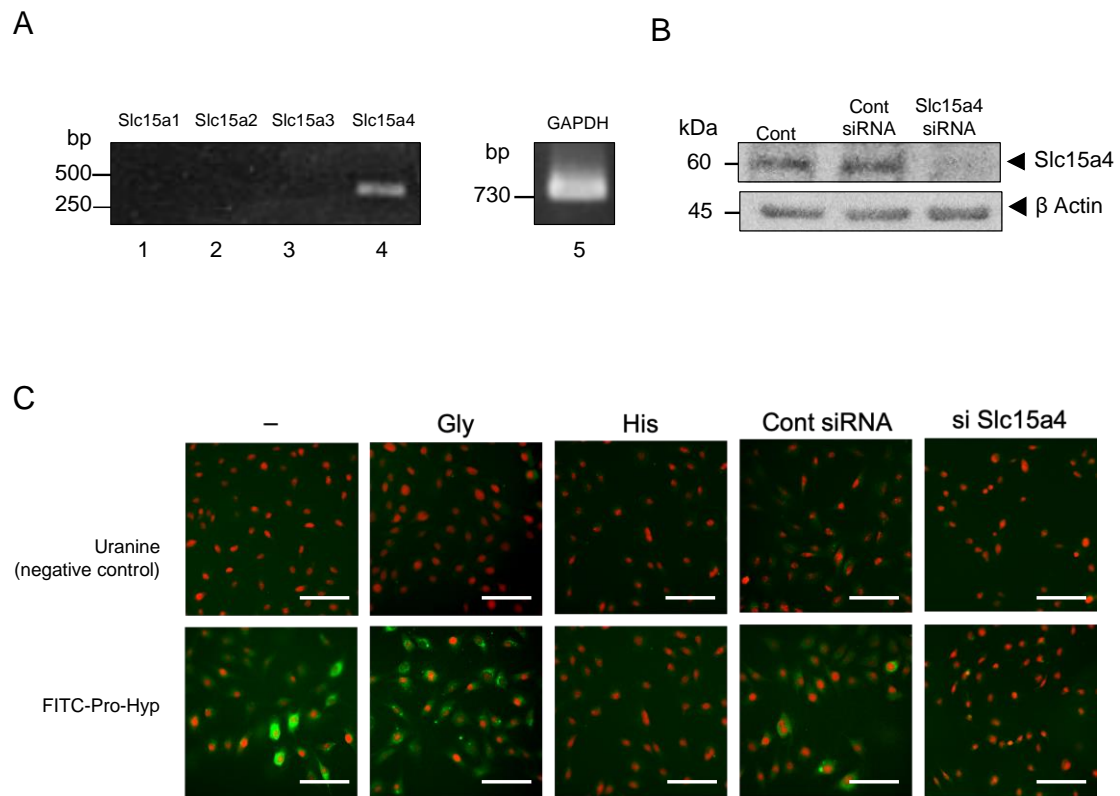 A
Slc15a1 Slc15a2 Slc15a3 Slc15a4
bp
500
250
1 2 3 4
GAPDH
bp
730
5
B
kDa
Cont
Cont
siRNA
Slc15a4
siRNA
60
Slc15a4
45
β Actin
C
– Gly His Cont siRNA si Slc15a4
Uranine
(negative control)
FITC-Pro-Hyp